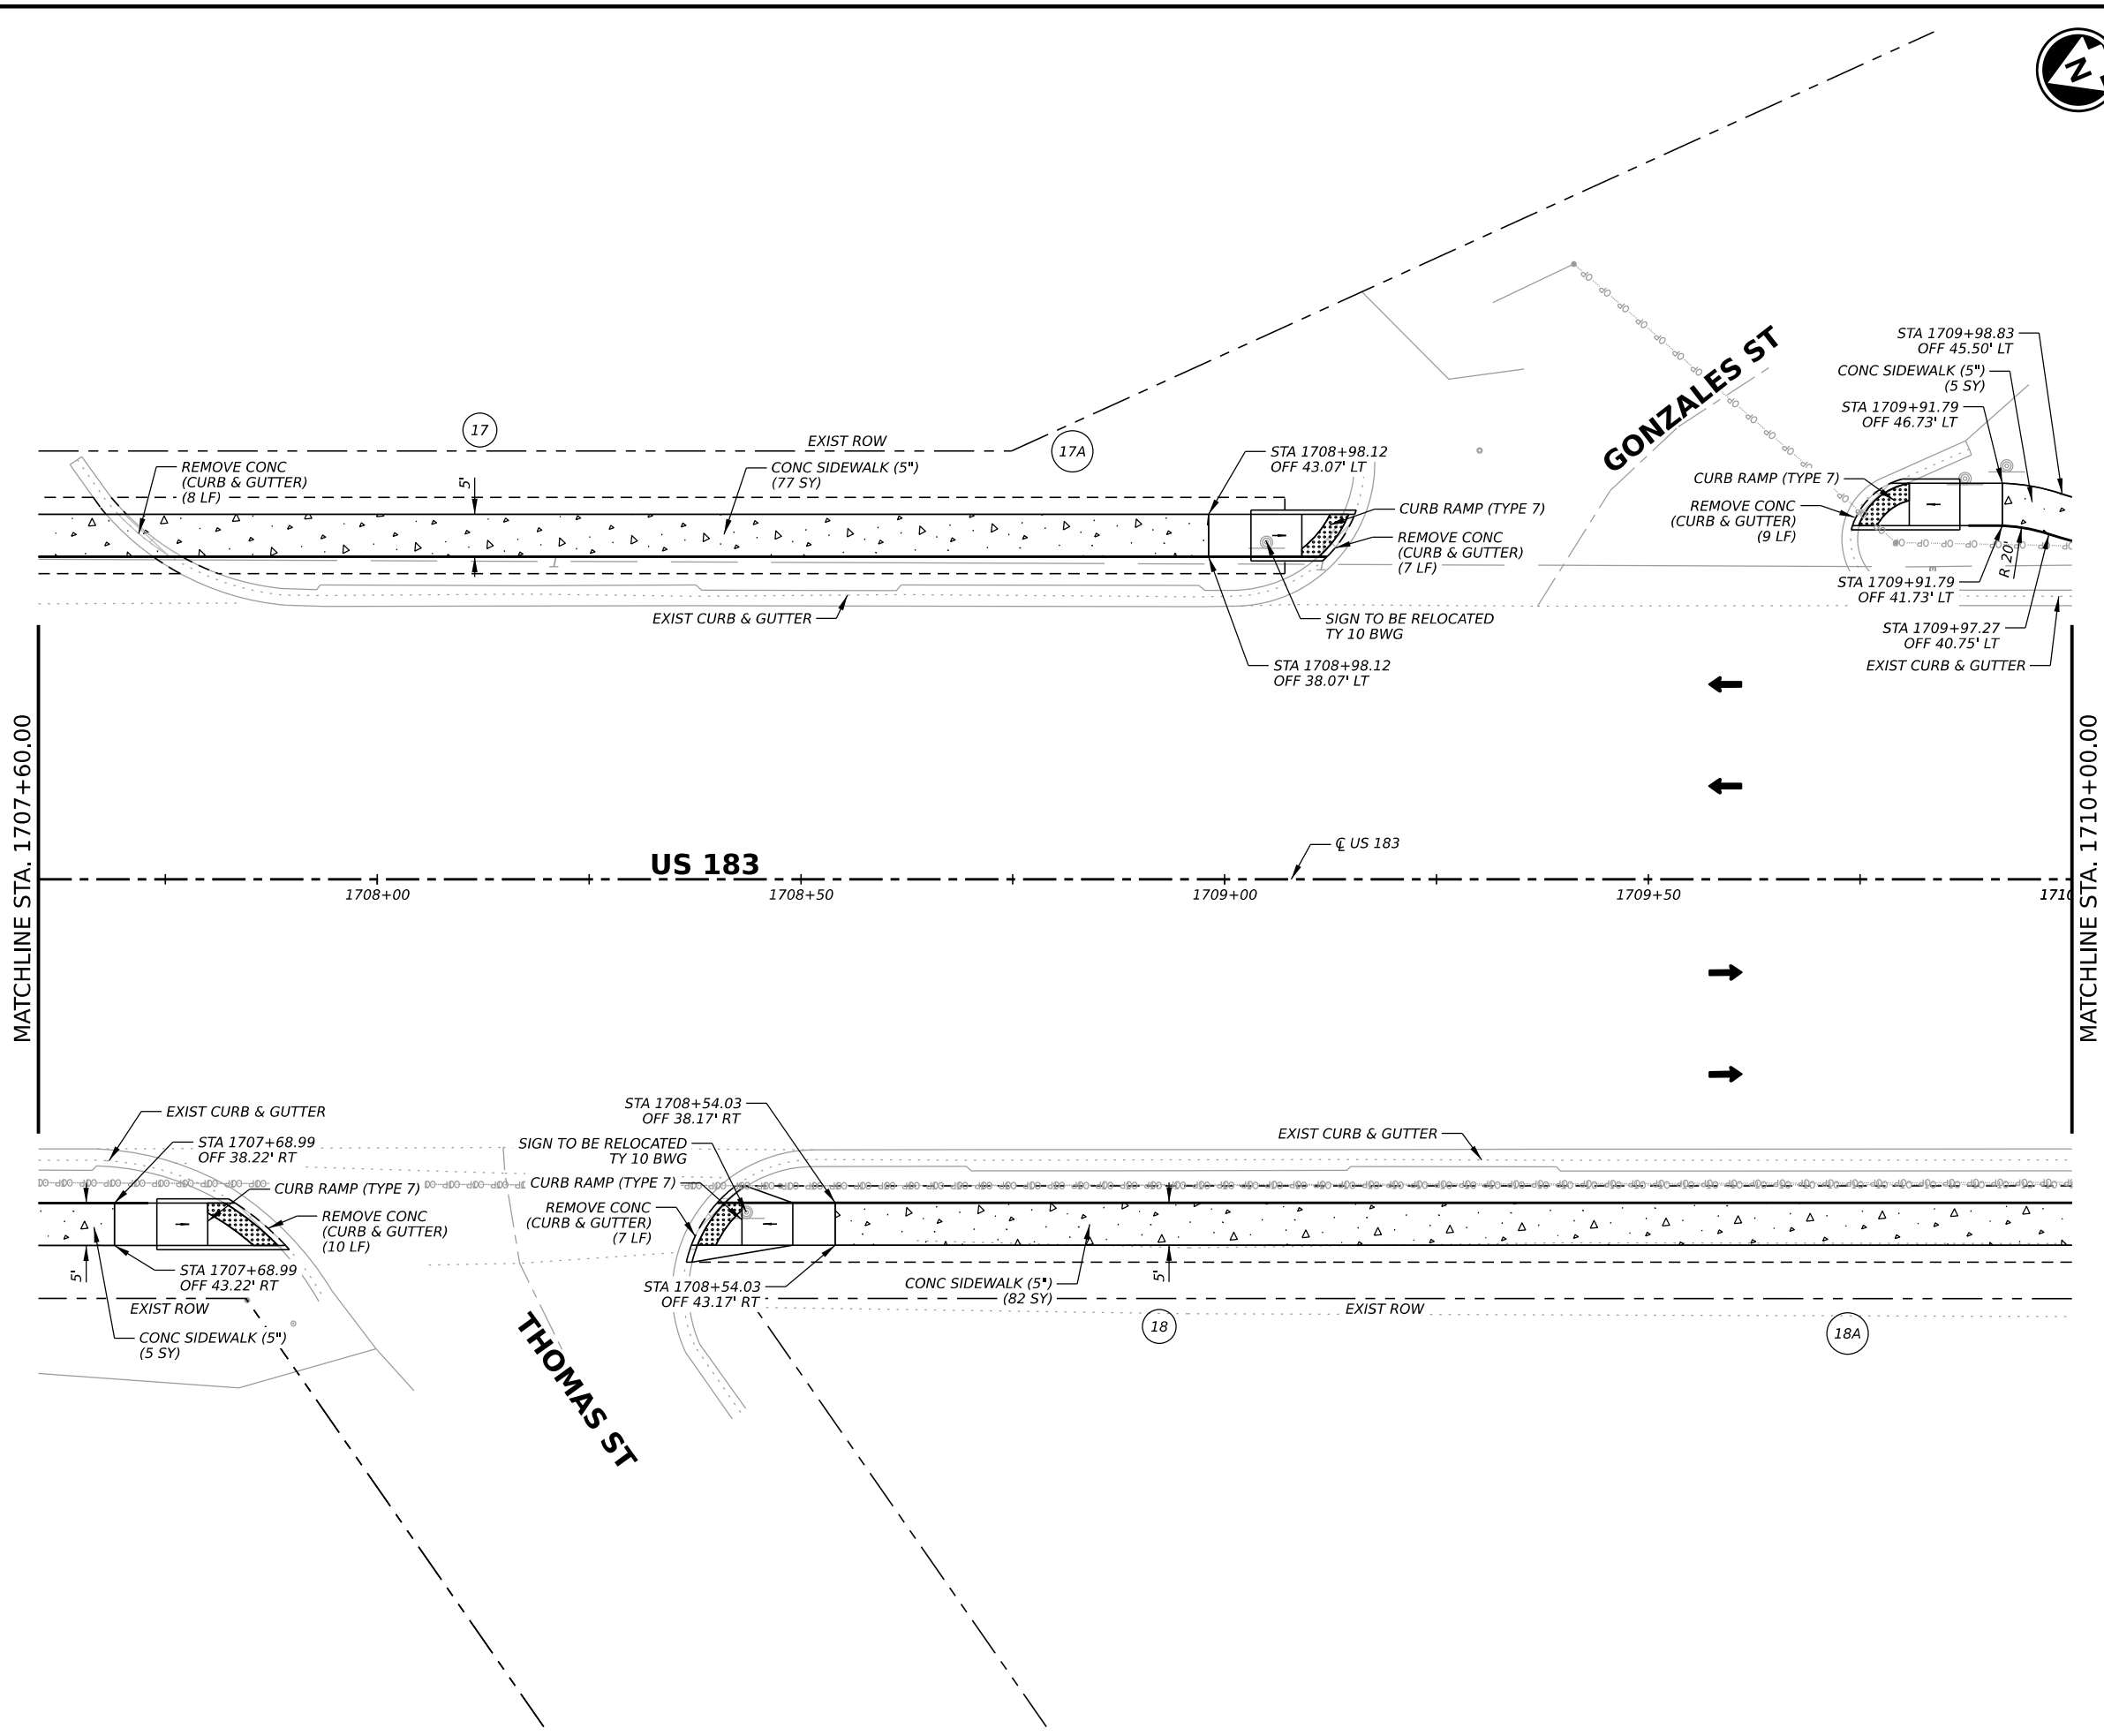 N
GONZALES ST
STA 1709+98.83
OFF 45.50' LT
CONC SIDEWALK (5")
(5 SY)
STA 1709+91.79
OFF 46.73' LT
CURB RAMP (TYPE 7)
REMOVE CONC
(CURB & GUTTER)
(9 LF)
17
EXIST ROW
17A
REMOVE CONC
(CURB & GUTTER)
(8 LF)
5'
CONC SIDEWALK (5")
(77 SY)
STA 1708+98.12
OFF 43.07' LT
CURB RAMP (TYPE 7)
REMOVE CONC
(CURB & GUTTER)
(7 LF)
R 20'
STA 1709+91.79
OFF 41.73' LT
EXIST CURB & GUTTER
SIGN TO BE RELOCATED
TY 10 BWG
STA 1709+97.27
OFF 40.75' LT
STA 1708+98.12
OFF 38.07' LT
EXIST CURB & GUTTER
MATCHLINE STA. 1707+60.00
MATCHLINE STA. 1710+00.00
US 183
℄ US 183
1708+00
1708+50
1709+00
1709+50
1710
EXIST CURB & GUTTER
STA 1707+68.99
OFF 38.22' RT
CURB RAMP (TYPE 7)
REMOVE CONC
(CURB & GUTTER)
(10 LF)
5'
STA 1707+68.99
OFF 43.22' RT
EXIST ROW
CONC SIDEWALK (5")
(5 SY)
THOMAS ST
STA 1708+54.03
OFF 38.17' RT
SIGN TO BE RELOCATED
TY 10 BWG
CURB RAMP (TYPE 7)
REMOVE CONC
(CURB & GUTTER)
(7 LF)
STA 1708+54.03
OFF 43.17' RT
EXIST CURB & GUTTER
CONC SIDEWALK (5")
(82 SY)
5'
EXIST ROW
18
18A